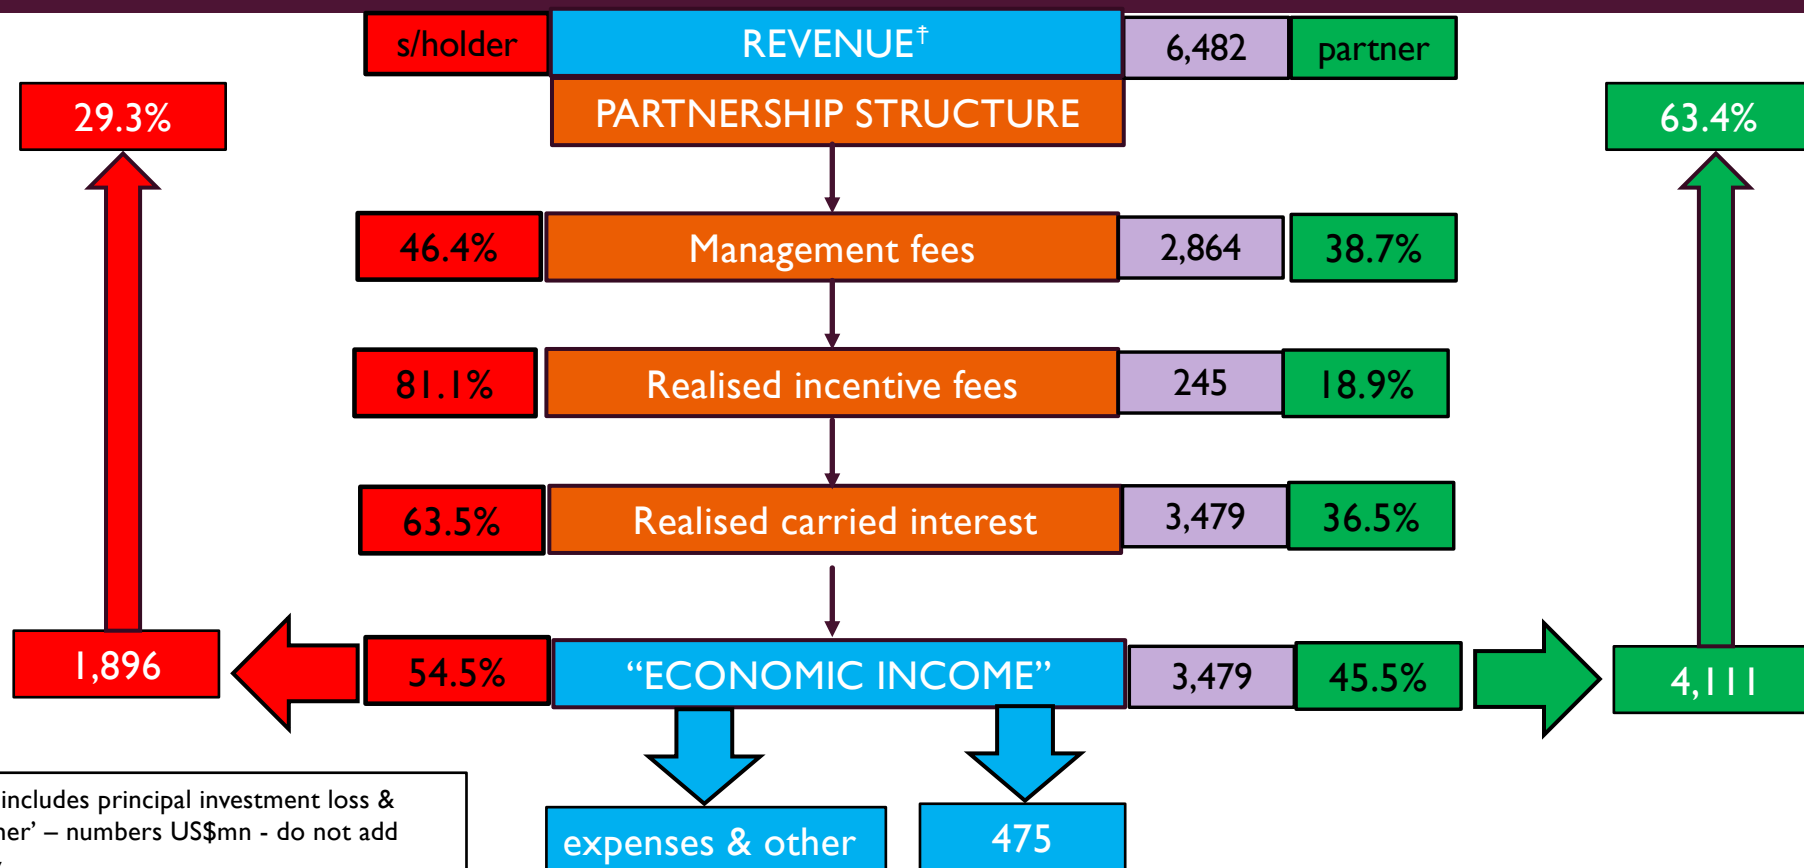 s/holder REVENUE† 6,482 partner
29.3% PARTNERSHIP STRUCTURE 63.4%
46.4% Management fees 2,864 38.7%
81.1% Realised incentive fees 245 18.9%
63.5% Realised carried interest 3,479 36.5%
1,896 54.5% “ECONOMIC INCOME” 3,479 45.5% 4,111
includes principal investment loss &
’ – numbers US$mn - do not add
expenses & other 475